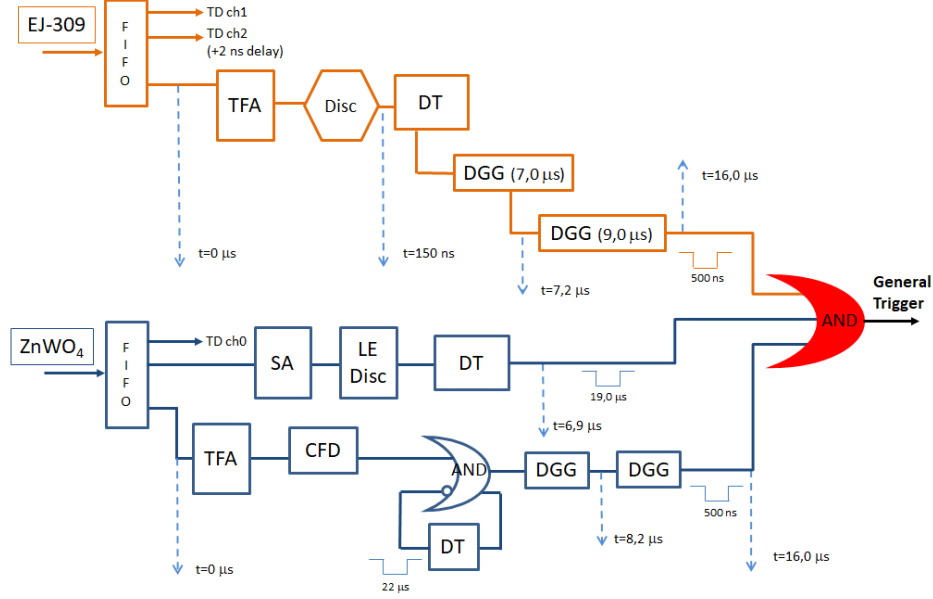 EJ-309
F
I
F
O
TD ch1
TD ch2
(+2 ns delay)
TFA
Disc
DT
DGG (7,0 µs)
DGG (9,0 µs)
t=16,0 µs
500 ns
t=0 µs
t=150 ns
t=7,2 µs
General
Trigger
AND
ZnWO₄
F
I
F
O
TD ch0
SA
LE
Disc
DT
19,0 µs
t=6,9 µs
TFA
CFD
AND
DGG
DGG
DT
22 µs
500 ns
t=8,2 µs
t=16,0 µs
t=0 µs